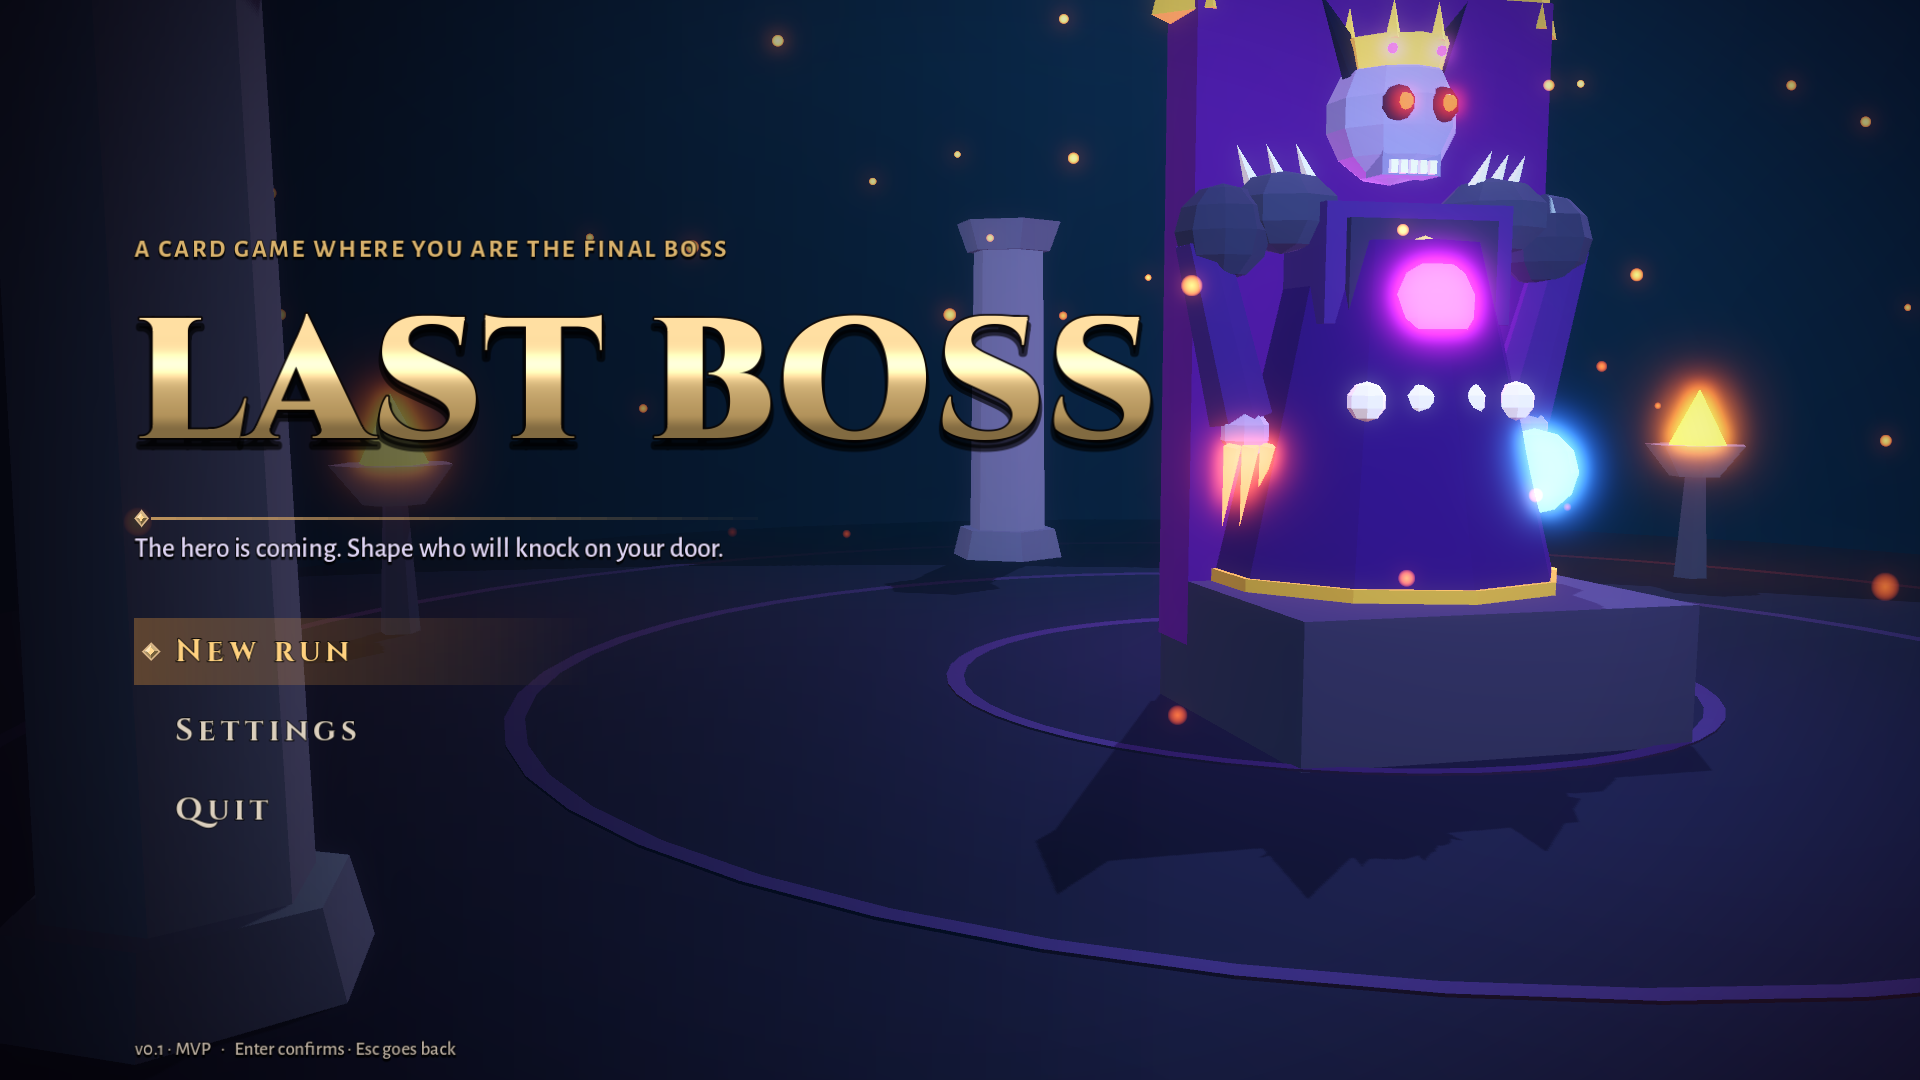 A CARD GAME WHERE YOU ARE THE FINAL BOSS
LAST BOSS
The hero is coming. Shape who will knock on your door.
New run
Settings
Quit
v0.1 · MVP · Enter confirms · Esc goes back